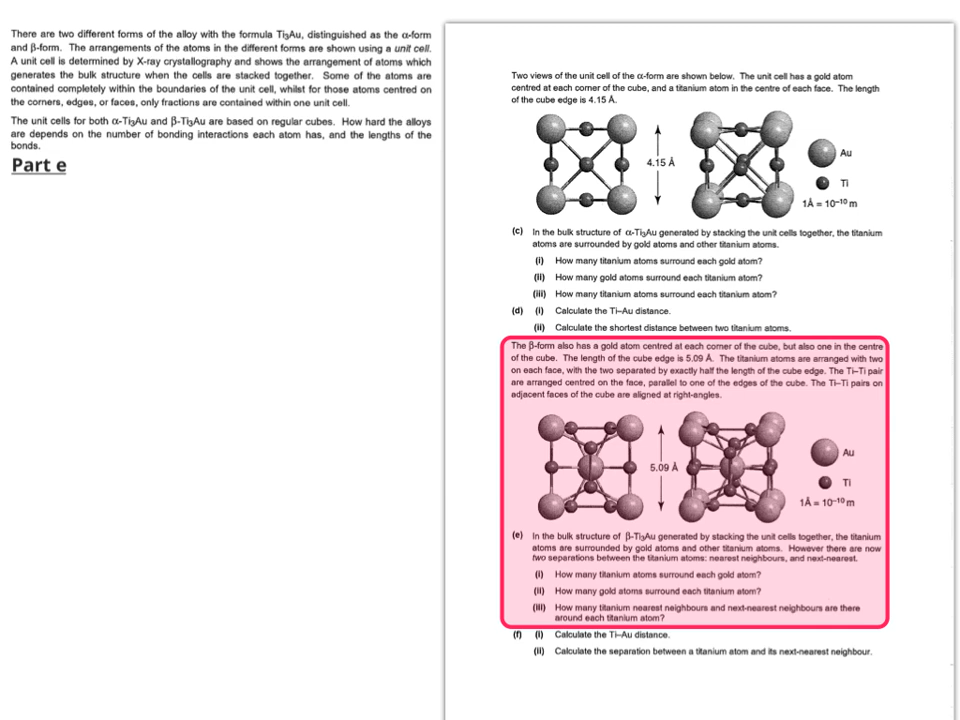 There are two different forms of the alloy with the formula Ti₃Au, distinguished as the α-form
and β-form. The arrangements of the atoms in the different forms are shown using a unit cell.
A unit cell is determined by X-ray crystallography and shows the arrangement of atoms which
generates the bulk structure when the cells are stacked together. Some of the atoms are
contained completely within the boundaries of the unit cell, whilst for those atoms centred on
the corners, edges, or faces, only fractions are contained within one unit cell.
The unit cells for both α-Ti₃Au and β-Ti₃Au are based on regular cubes. How hard the alloys
are depends on the number of bonding interactions each atom has, and the lengths of the
bonds.
Part e
Two views of the unit cell of the α-form are shown below. The unit cell has a gold atom
centred at each corner of the cube, and a titanium atom in the centre of each face. The length
of the cube edge is 4.15 Å.
4.15 Å
Au
Ti
1Å = 10⁻¹⁰ m
(c) In the bulk structure of α-Ti₃Au generated by stacking the unit cells together, the titanium
atoms are surrounded by gold atoms and other titanium atoms.
(i) How many titanium atoms surround each gold atom?
(ii) How many gold atoms surround each titanium atom?
(iii) How many titanium atoms surround each titanium atom?
(d) (i) Calculate the Ti–Au distance.
(ii) Calculate the shortest distance between two titanium atoms.
The β-form also has a gold atom centred at each corner of the cube, but also one in the centre
of the cube. The length of the cube edge is 5.09 Å. The titanium atoms are arranged with two
on each face, with the two separated by exactly half the length of the cube edge. The Ti–Ti pair
are arranged centred on the face, parallel to one of the edges of the cube. The Ti–Ti pairs on
adjacent faces of the cube are aligned at right-angles.
5.09 Å
Au
Ti
1Å = 10⁻¹⁰ m
(e) In the bulk structure of β-Ti₃Au generated by stacking the unit cells together, the titanium
atoms are surrounded by gold atoms and other titanium atoms. However there are now
two separations between the titanium atoms: nearest neighbours, and next-nearest.
(i) How many titanium atoms surround each gold atom?
(ii) How many gold atoms surround each titanium atom?
(iii) How many titanium nearest neighbours and next-nearest neighbours are there
around each titanium atom?
(f) (i) Calculate the Ti–Au distance.
(ii) Calculate the separation between a titanium atom and its next-nearest neighbour.